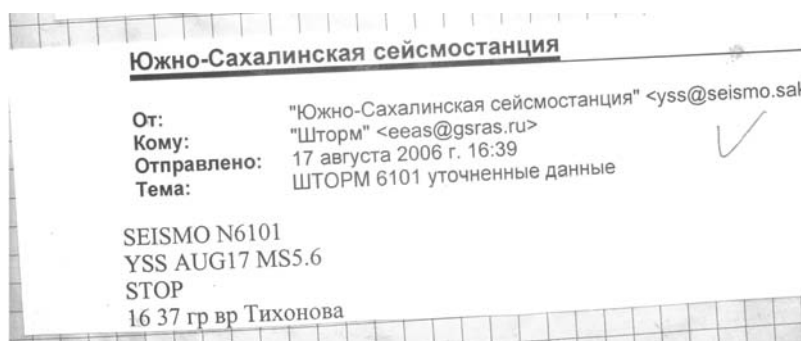 Южно-Сахалинская сейсмостанция
От: "Южно-Сахалинская сейсмостанция" <yss@seismo.sak
Кому: "Шторм" <eeas@gsras.ru>
Отправлено: 17 августа 2006 г. 16:39
Тема: ШТОРМ 6101 уточненные данные
SEISMO N6101
YSS AUG17 MS5.6
STOP
16 37 гр вр Тихонова